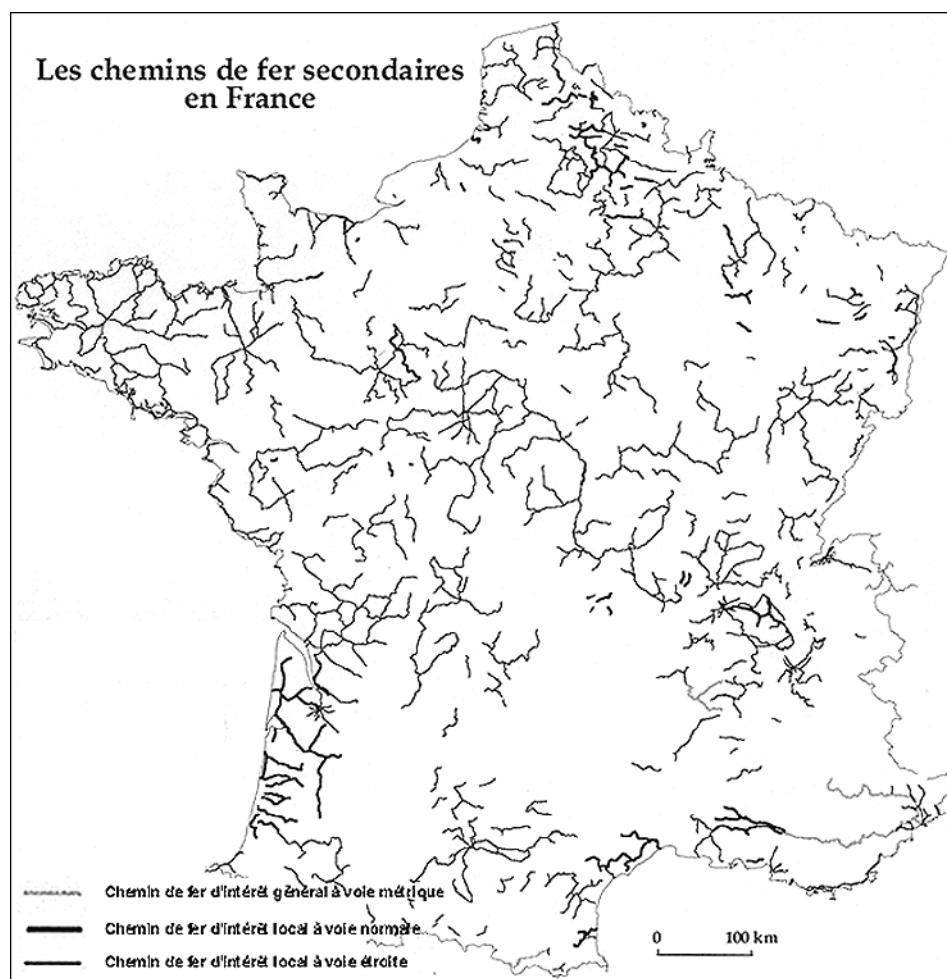 Les chemins de fer secondaires
en France
Chemin de fer d'intérêt général à voie métrique
Chemin de fer d'intérêt local à voie normale
Chemin de fer d'intérêt local à voie étroite
0 100 km